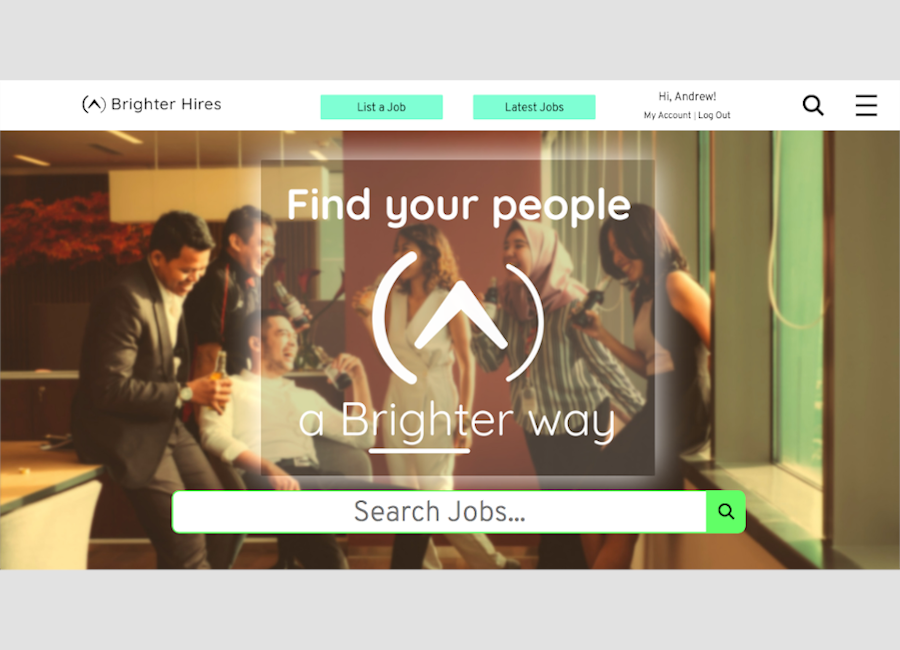 Brighter Hires
List a Job
Latest Jobs
Hi, Andrew!
My Account | Log Out
Find your people
a Brighter way
Search Jobs...